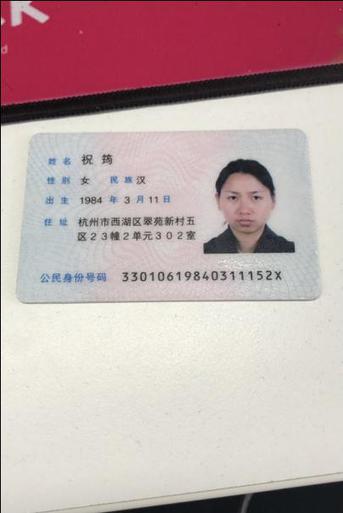 姓名 祝筠
性别 女 民族 汉
出生 1984 年 3 月 11 日
住址 杭州市西湖区翠苑新村五
区23幢2单元302室
公民身份号码 33010619840311152X